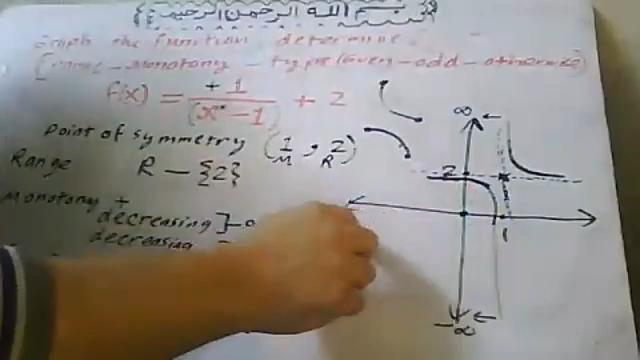 بسم الله الرحمن الرحيم
Graph the function determine
(range - monotony - type (even - odd - otherwise)
f(x) = +1 / (x - 1) + 2
Point of symmetry (1, 2)
M R
Range R - {2}
Monotony +
decreasing ]-
decreasing
∞
2
1
-∞